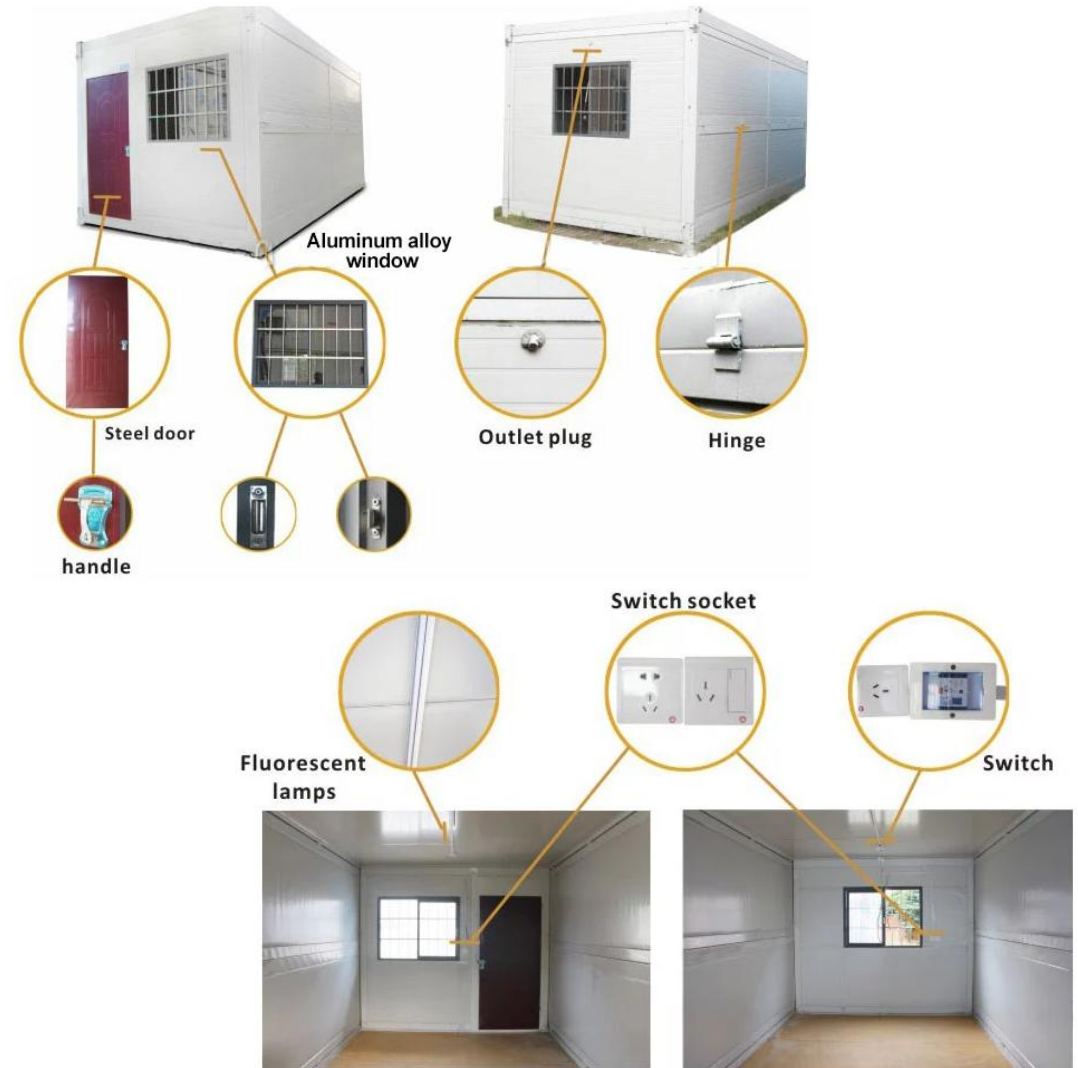 Aluminum alloy
window
Steel door
Outlet plug
Hinge
handle
Switch socket
Fluorescent
lamps
Switch